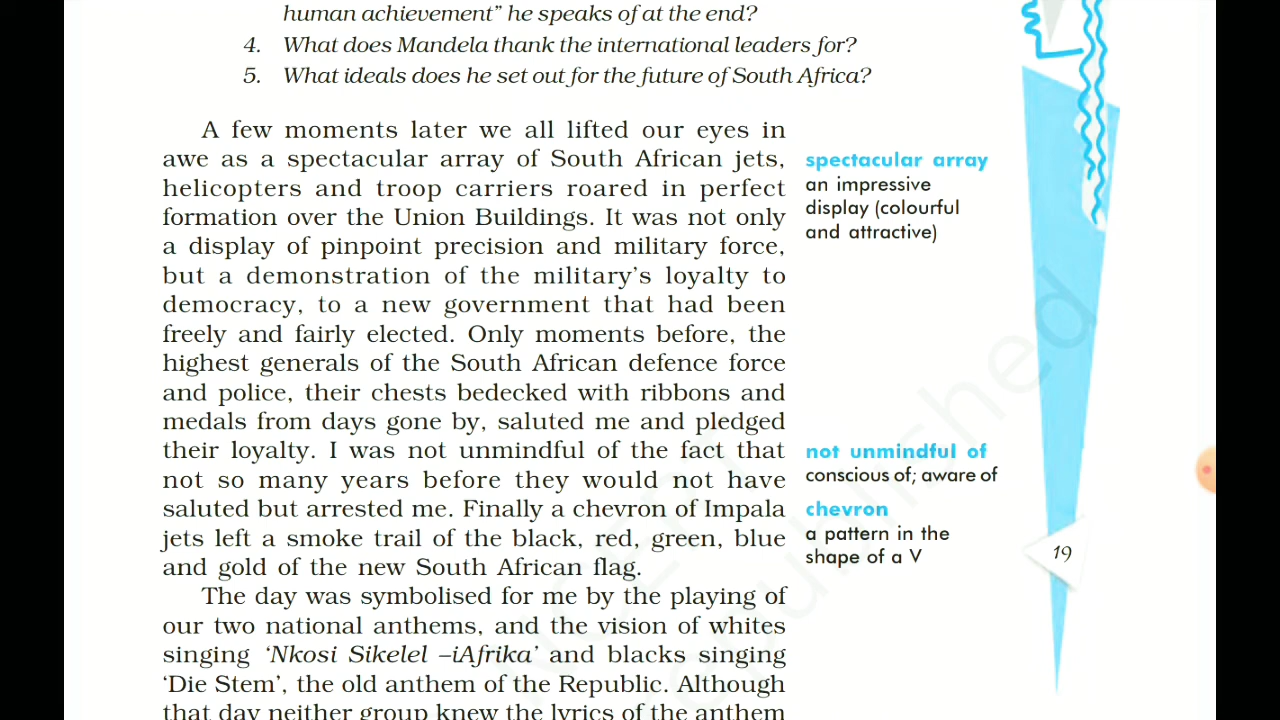 human achievement” he speaks of at the end?
4. What does Mandela thank the international leaders for?
5. What ideals does he set out for the future of South Africa?
A few moments later we all lifted our eyes in
awe as a spectacular array of South African jets,
helicopters and troop carriers roared in perfect
formation over the Union Buildings. It was not only
a display of pinpoint precision and military force,
but a demonstration of the military’s loyalty to
democracy, to a new government that had been
freely and fairly elected. Only moments before, the
highest generals of the South African defence force
and police, their chests bedecked with ribbons and
medals from days gone by, saluted me and pledged
their loyalty. I was not unmindful of the fact that
not so many years before they would not have
saluted but arrested me. Finally a chevron of Impala
jets left a smoke trail of the black, red, green, blue
and gold of the new South African flag.
The day was symbolised for me by the playing of
our two national anthems, and the vision of whites
singing ‘Nkosi Sikelel –iAfrika’ and blacks singing
‘Die Stem’, the old anthem of the Republic. Although
that day neither group knew the lyrics of the anthem
spectacular array
an impressive
display (colourful
and attractive)
not unmindful of
conscious of; aware of
chevron
a pattern in the
shape of a V
19